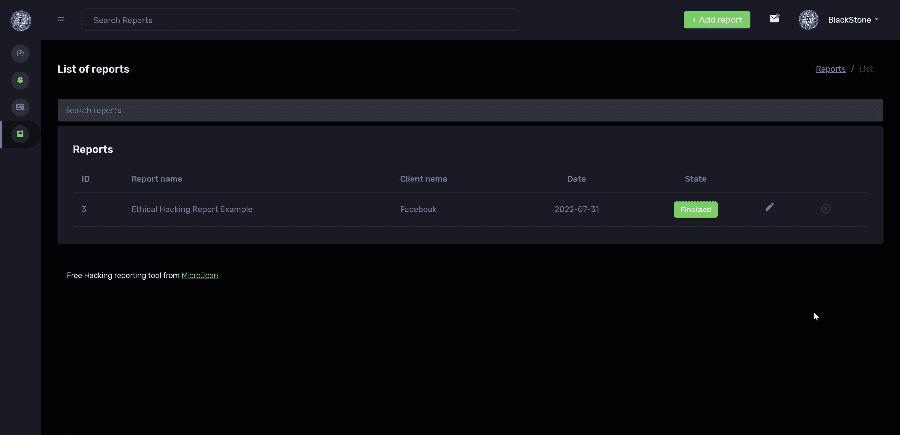 Search Reports
+ Add report
BlackStone
List of reports
Reports / List
Search reports
Reports
ID Report name Client name Date State
3 Ethical Hacking Report Example Facebook 2022-07-31 Finalized
Free Hacking reporting tool from MicroJoan